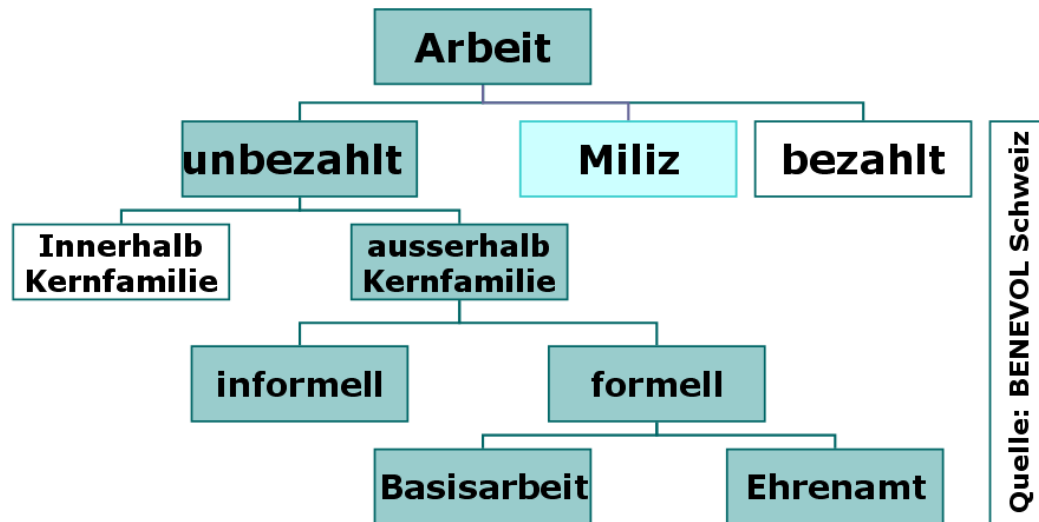 Arbeit
unbezahlt
Miliz
bezahlt
Innerhalb
Kernfamilie
ausserhalb
Kernfamilie
informell
formell
Basisarbeit
Ehrenamt
Quelle: BENEVOL Schweiz